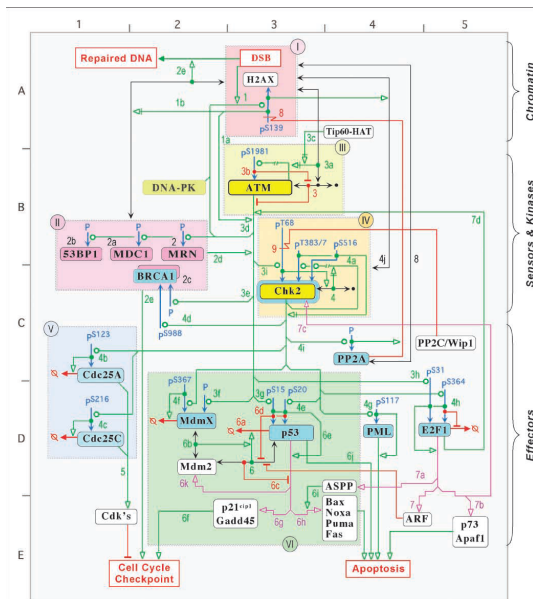 1 2 3 4 5
I
Repaired DNA DSB
2e H2AX
A
1b 1 8
1a pS139
3c Tip60-HAT
III
pS1981
3b 3a
DNA-PK ATM 3
B
II 3d 7d
P P P pT68 IV
2b 2a 2 2d 9 pT383/7 pS516 4j 8
53BP1 MDC1 MRN
BRCA1 2c 3i 4a
2e 3e Chk2 4
P 4d 7c
C
pS988 4i P PP2C/Wip1
V PP2A
pS123
4b pS31
Cdc25A pS367 P pS15 pS20 3h pS364
pS216 4f 3f 3g 4e 4g pS117 4h
4c MdmX 6d
Cdc25C 6a p53 PML E2F1
D
6b 6e
5 Mdm2 6 6j
6k 6c ASPP 7a
6i
Cdk's p21cip1 Bax 7 7b
Gadd45 Noxa ARF p73
6f 6g 6h Puma Apaf1
Fas
VI
E
Cell Cycle Apoptosis
Checkpoint
Chromatin
Sensors & Kinases
Effectors